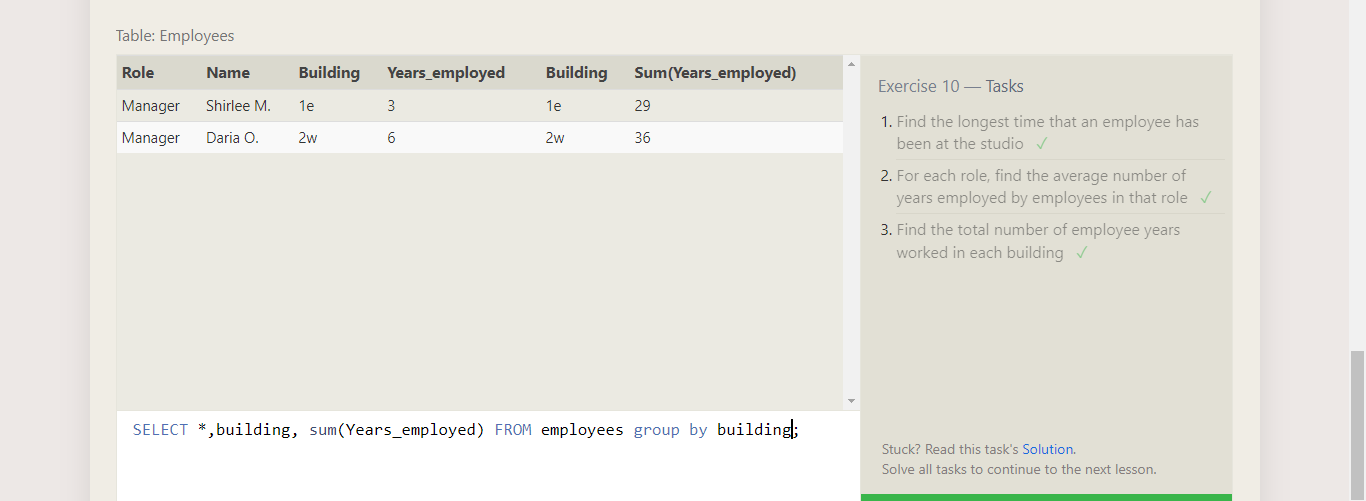 Table: Employees
Role Name Building Years_employed Building Sum(Years_employed)
Manager Shirlee M. 1e 3 1e 29
Manager Daria O. 2w 6 2w 36
SELECT *,building, sum(Years_employed) FROM employees group by building;
Exercise 10 — Tasks
1. Find the longest time that an employee has
been at the studio ✓
2. For each role, find the average number of
years employed by employees in that role ✓
3. Find the total number of employee years
worked in each building ✓
Stuck? Read this task's Solution.
Solve all tasks to continue to the next lesson.